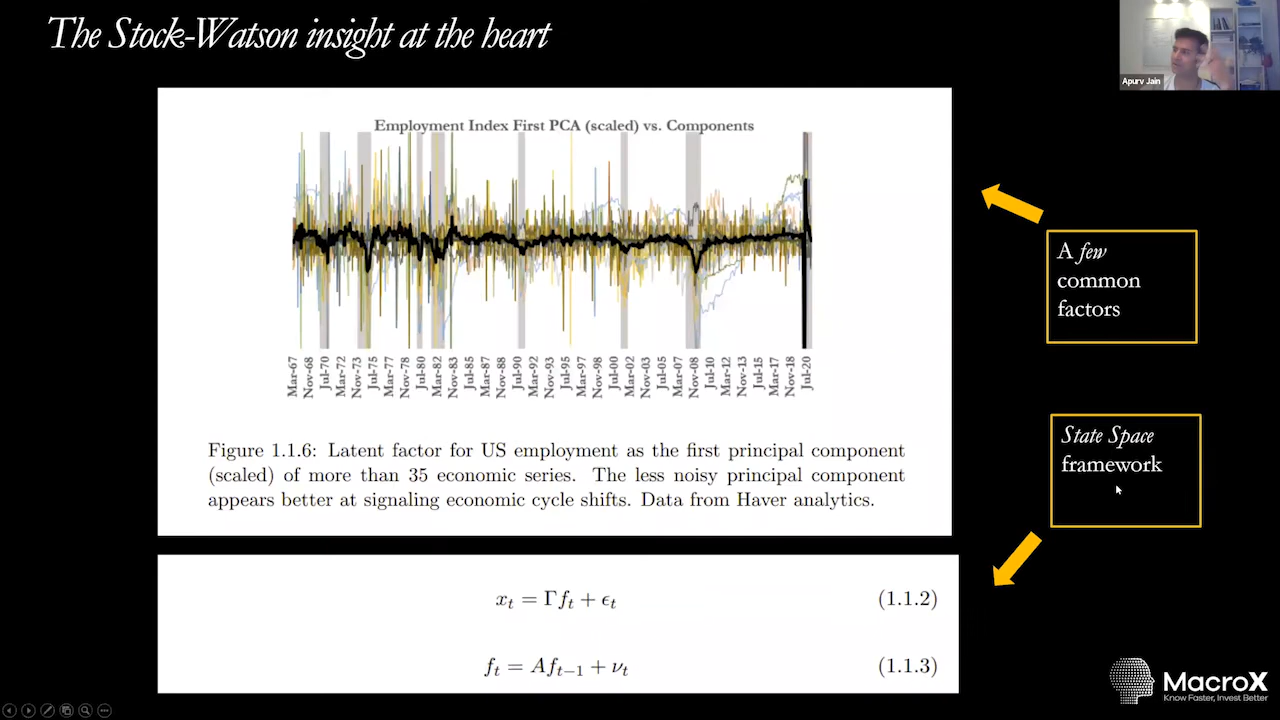 The Stock-Watson insight at the heart
Apurv Jain
Employment Index First PCA (scaled) vs. Components
Mar-67 Nov-68 Jul-70 Mar-72 Nov-73 Jul-75 Mar-77 Nov-78 Jul-80 Mar-82 Nov-83 Jul-85 Mar-87 Nov-88 Jul-90 Mar-92 Nov-93 Jul-95 Mar-97 Nov-98 Jul-00 Mar-02 Nov-03 Jul-05 Mar-07 Nov-08 Jul-10 Mar-12 Nov-13 Jul-15 Mar-17 Nov-18 Jul-20
Figure 1.1.6: Latent factor for US employment as the first principal component
(scaled) of more than 35 economic series. The less noisy principal component
appears better at signaling economic cycle shifts. Data from Haver analytics.
A few
common
factors
State Space
framework
xₜ = Γfₜ + ϵₜ (1.1.2)
fₜ = Afₜ₋₁ + νₜ (1.1.3)
MacroX
Know Faster, Invest Better